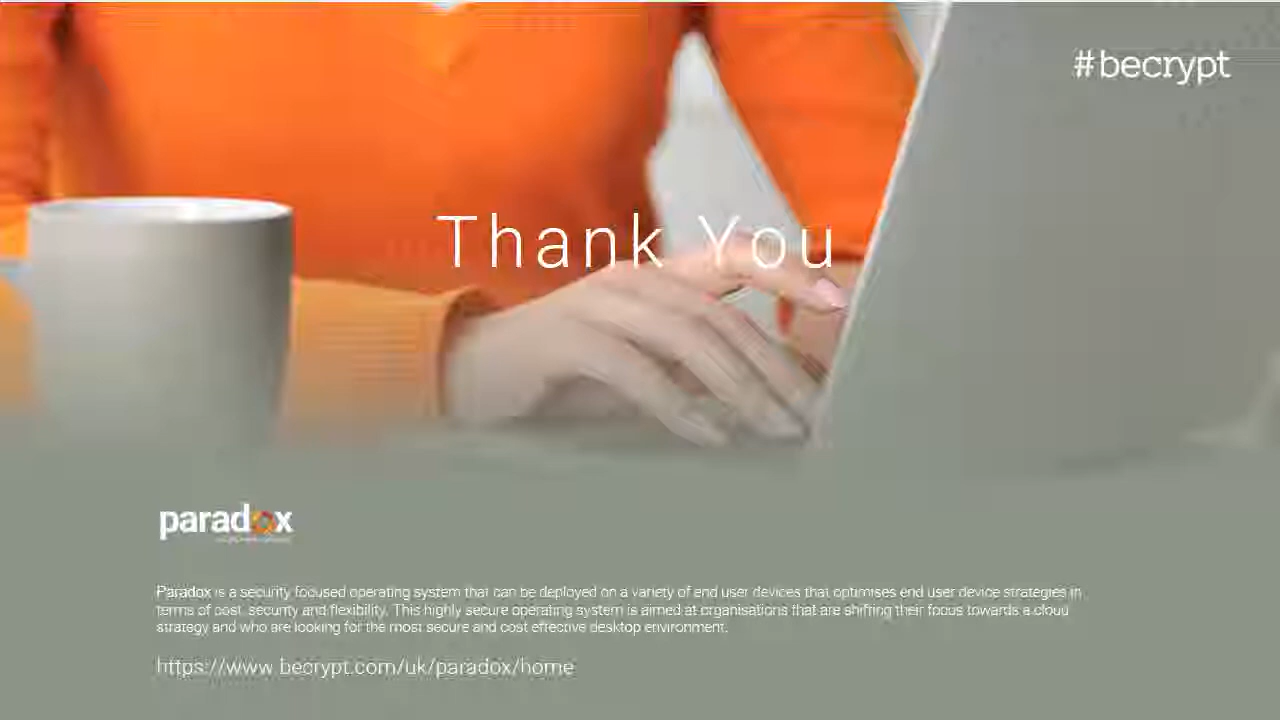 #becrypt
Thank You
paradox
Paradox is a security focused operating system that can be deployed on a variety of end user devices that optimises end user device strategies in
terms of cost, security and flexibility. This highly secure operating system is aimed at organisations that are shifting their focus towards a cloud
strategy and who are looking for the most secure and cost effective desktop environment.
https://www.becrypt.com/uk/paradox/home